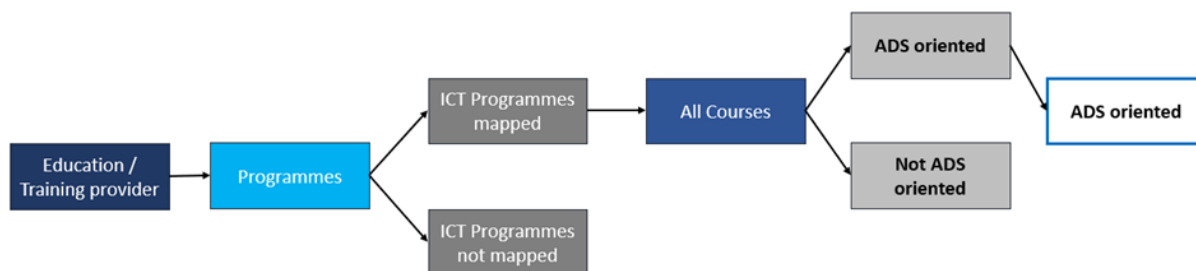 Education /
Training provider
Programmes
ICT Programmes
mapped
ICT Programmes
not mapped
All Courses
ADS oriented
Not ADS
oriented
ADS oriented